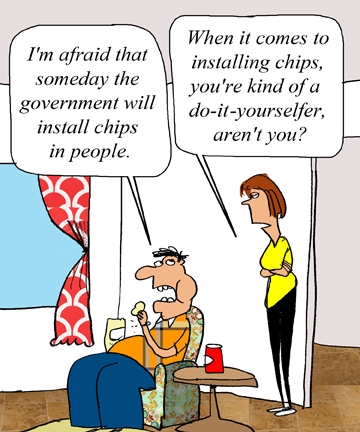 I'm afraid that
someday the
government will
install chips
in people.
When it comes to
installing chips,
you're kind of a
do-it-yourselfer,
aren't you?